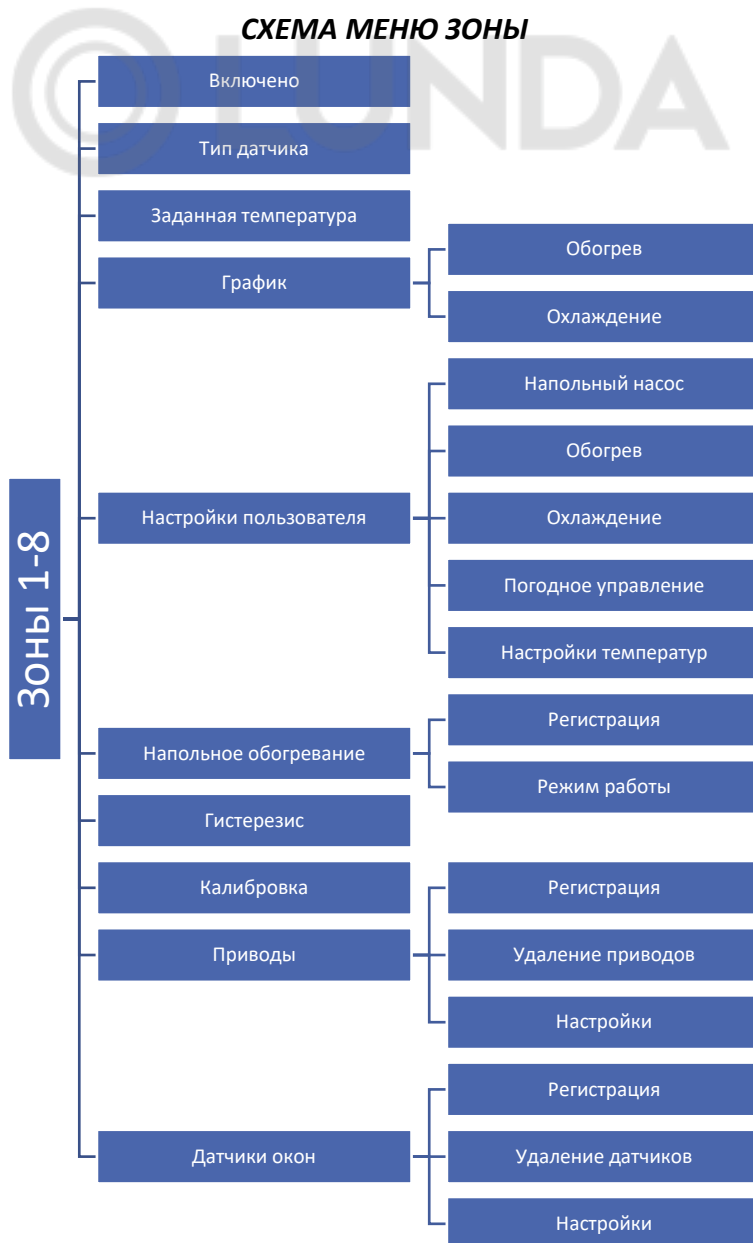 СХЕМА МЕНЮ ЗОНЫ
LUNDA
Зоны 1-8
Включено
Тип датчика
Заданная температура
График
Обогрев
Охлаждение
Настройки пользователя
Напольный насос
Обогрев
Охлаждение
Погодное управление
Настройки температур
Напольное обогревание
Регистрация
Режим работы
Гистерезис
Калибровка
Приводы
Регистрация
Удаление приводов
Настройки
Датчики окон
Регистрация
Удаление датчиков
Настройки